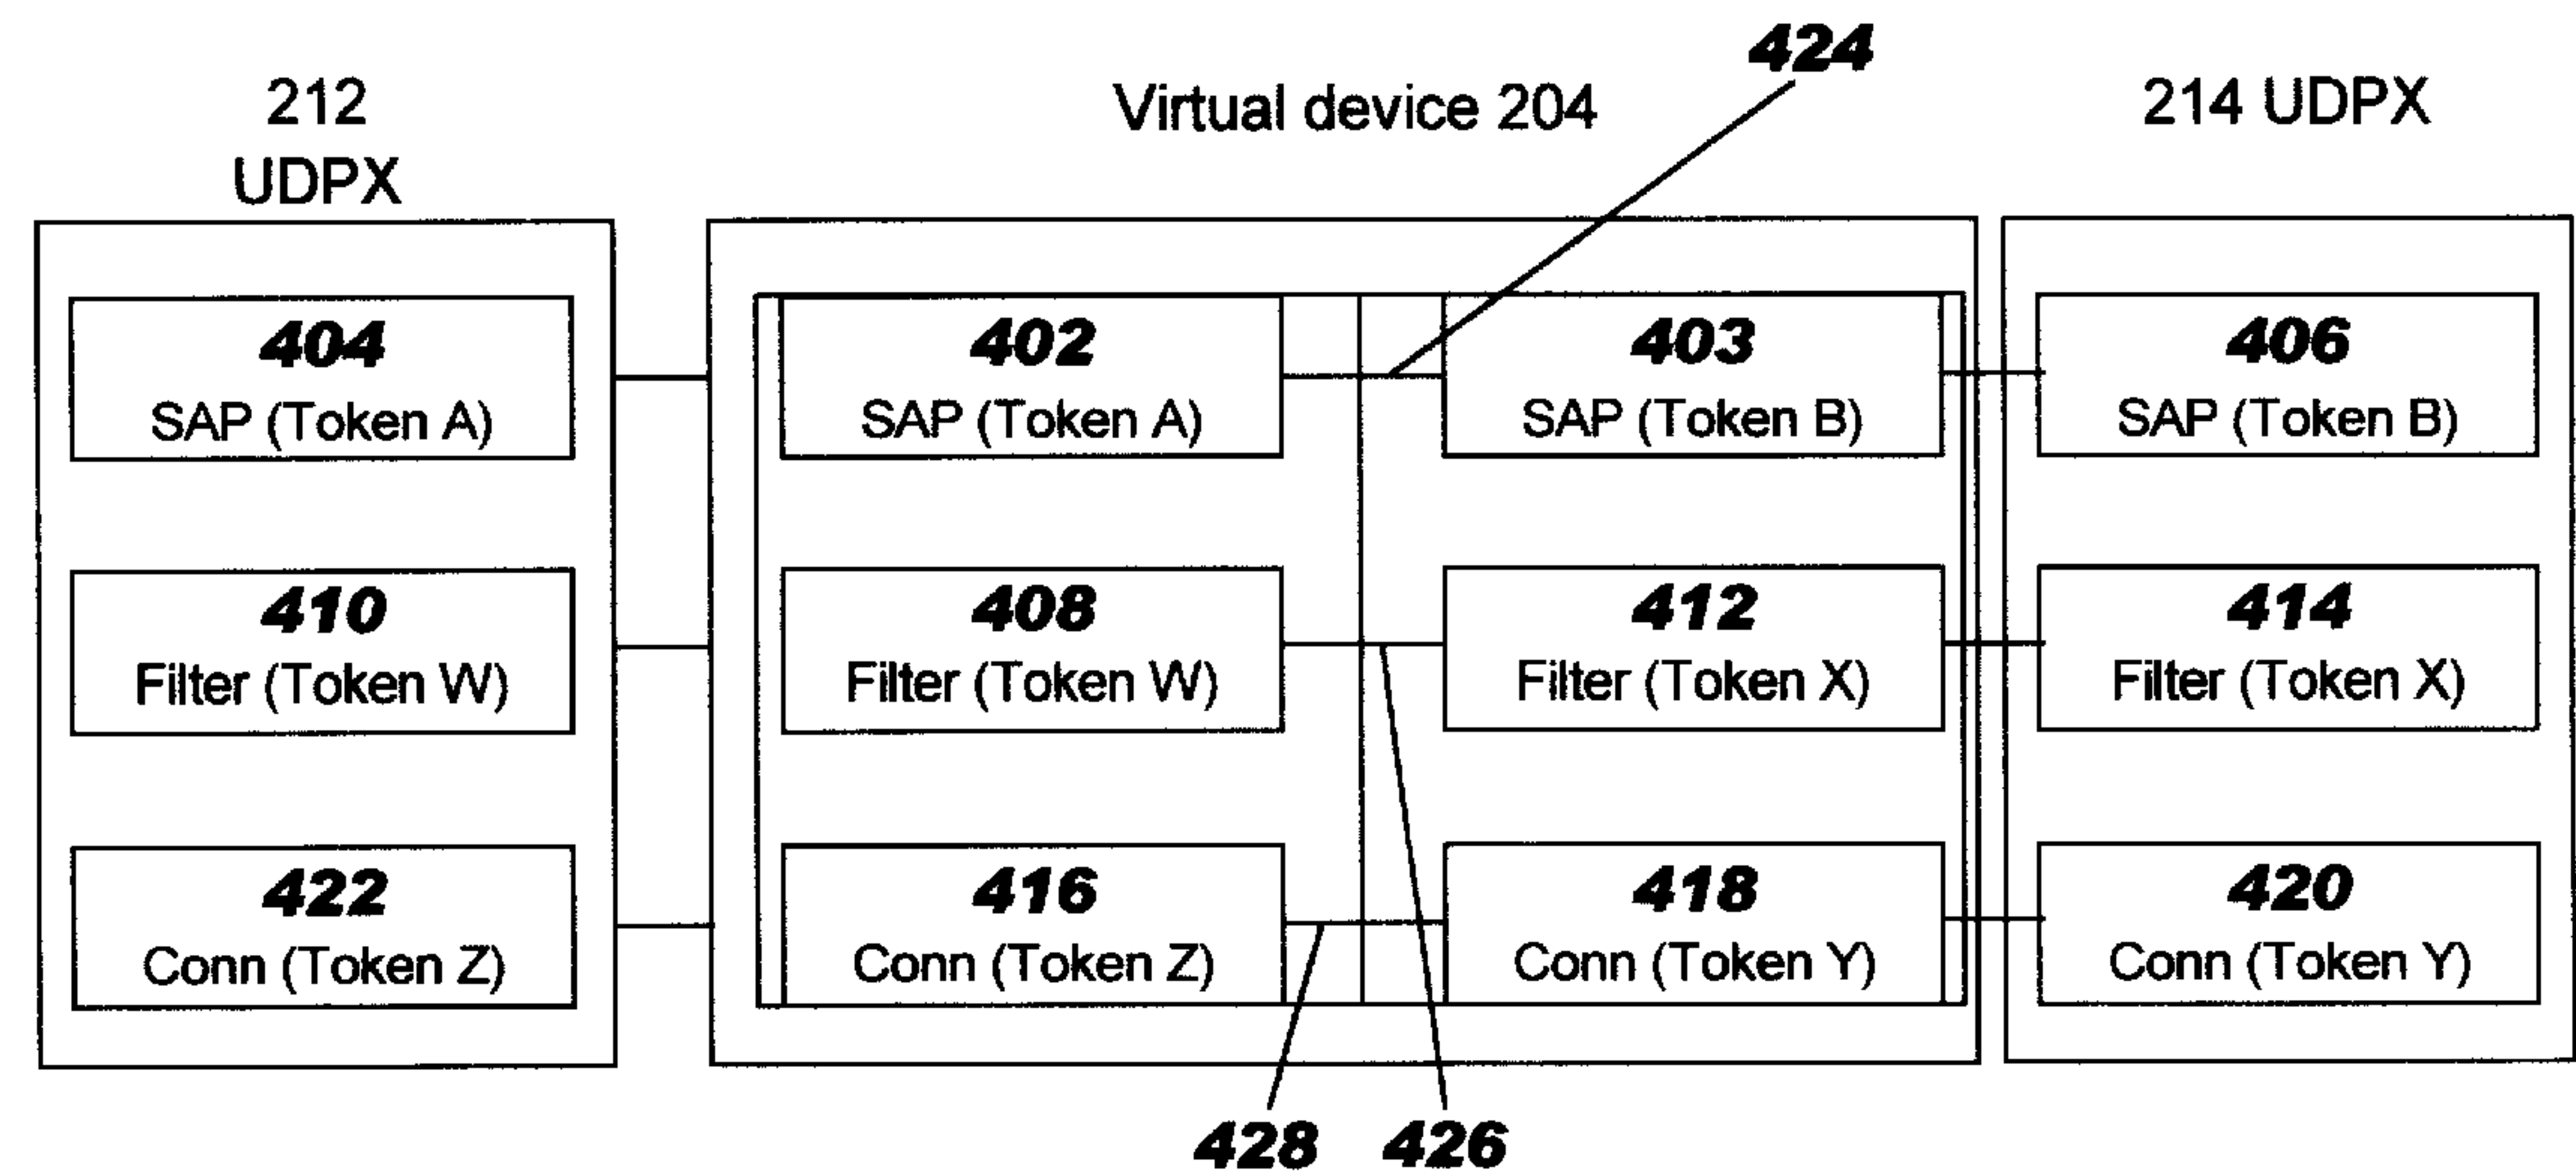 424
212
UDPX
Virtual device 204
214 UDPX
404
SAP (Token A)
402
SAP (Token A)
403
SAP (Token B)
406
SAP (Token B)
410
Filter (Token W)
408
Filter (Token W)
412
Filter (Token X)
414
Filter (Token X)
422
Conn (Token Z)
416
Conn (Token Z)
418
Conn (Token Y)
420
Conn (Token Y)
428
426